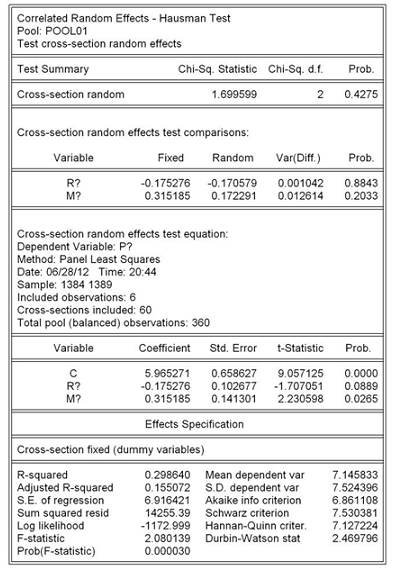 Correlated Random Effects - Hausman Test
Pool: POOL01
Test cross-section random effects
Test Summary Chi-Sq. Statistic Chi-Sq. d.f. Prob.
Cross-section random 1.699599 2 0.4275
Cross-section random effects test comparisons:
Variable Fixed Random Var(Diff.) Prob.
R? -0.175276 -0.170579 0.001042 0.8843
M? 0.315185 0.172291 0.012614 0.2033
Cross-section random effects test equation:
Dependent Variable: P?
Method: Panel Least Squares
Date: 06/28/12 Time: 20:44
Sample: 1384 1389
Included observations: 6
Cross-sections included: 60
Total pool (balanced) observations: 360
Variable Coefficient Std. Error t-Statistic Prob.
C 5.965271 0.658627 9.057125 0.0000
R? -0.175276 0.102677 -1.707051 0.0889
M? 0.315185 0.141301 2.230598 0.0265
Effects Specification
Cross-section fixed (dummy variables)
R-squared 0.298640 Mean dependent var 7.145833
Adjusted R-squared 0.155072 S.D. dependent var 7.524396
S.E. of regression 6.916421 Akaike info criterion 6.861108
Sum squared resid 14255.39 Schwarz criterion 7.530381
Log likelihood -1172.999 Hannan-Quinn criter. 7.127224
F-statistic 2.080139 Durbin-Watson stat 2.469796
Prob(F-statistic) 0.000030